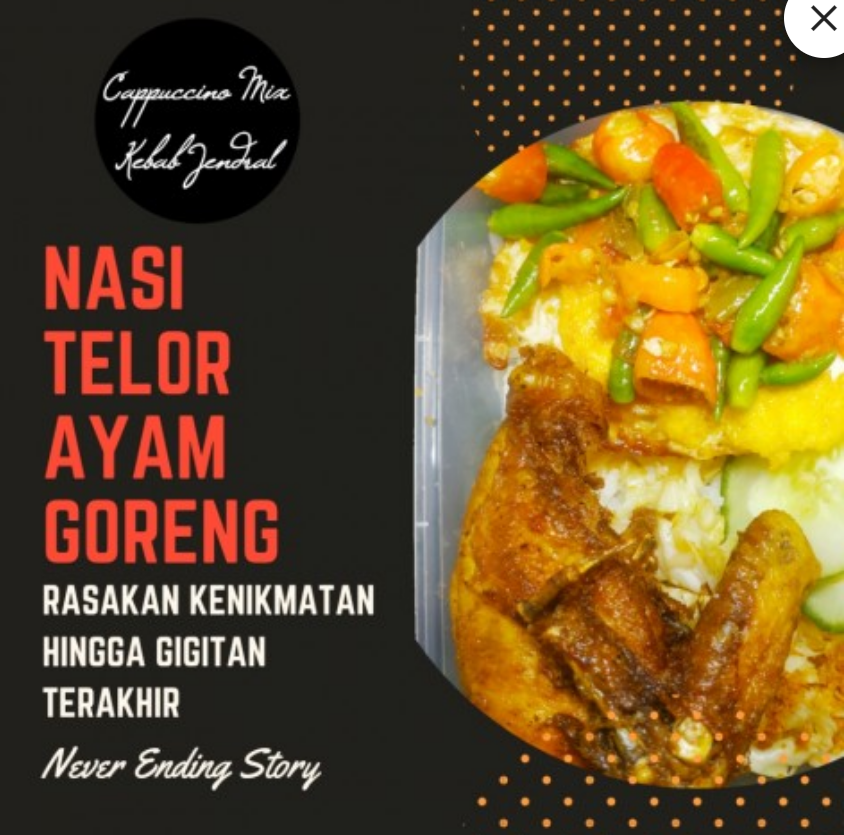 Cappuccino Mix
Kebab Jendral
NASI
TELOR
AYAM
GORENG
RASAKAN KENIKMATAN
HINGGA GIGITAN
TERAKHIR
Never Ending Story